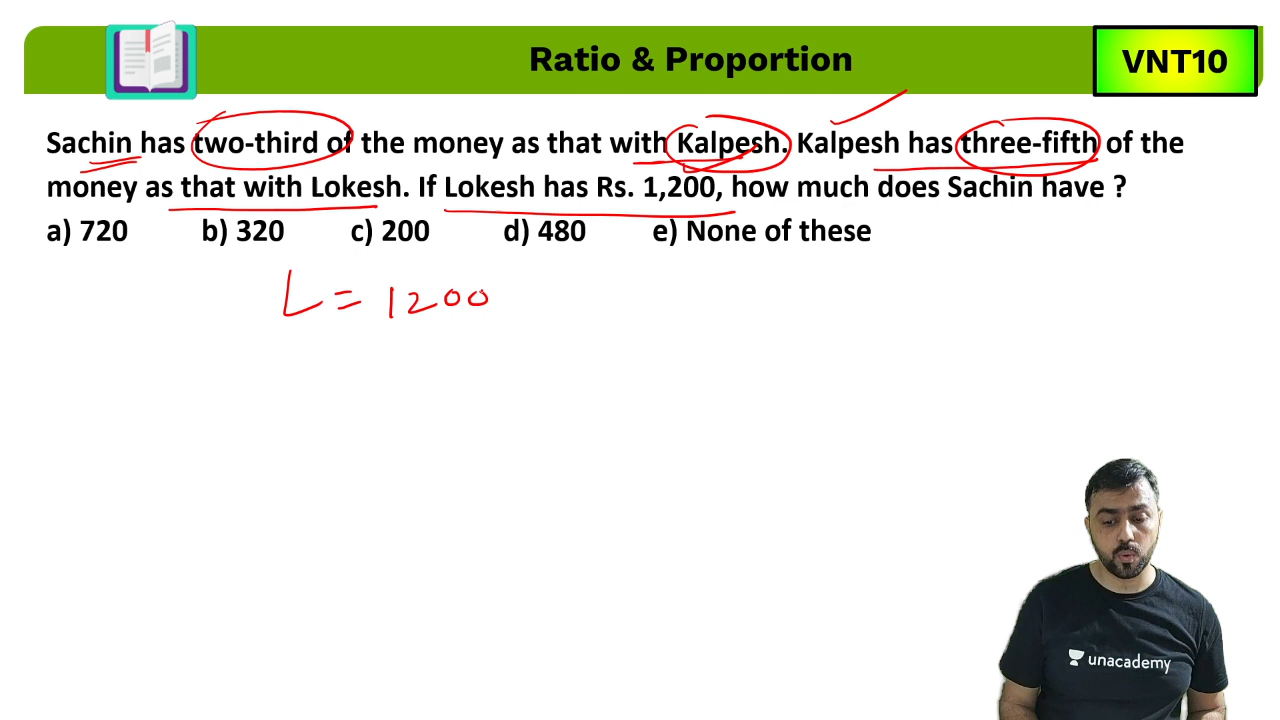 Ratio & Proportion
VNT10
Sachin has two-third of the money as that with Kalpesh. Kalpesh has three-fifth of the
money as that with Lokesh. If Lokesh has Rs. 1,200, how much does Sachin have ?
a) 720 b) 320 c) 200 d) 480 e) None of these
L = 1200
unacademy